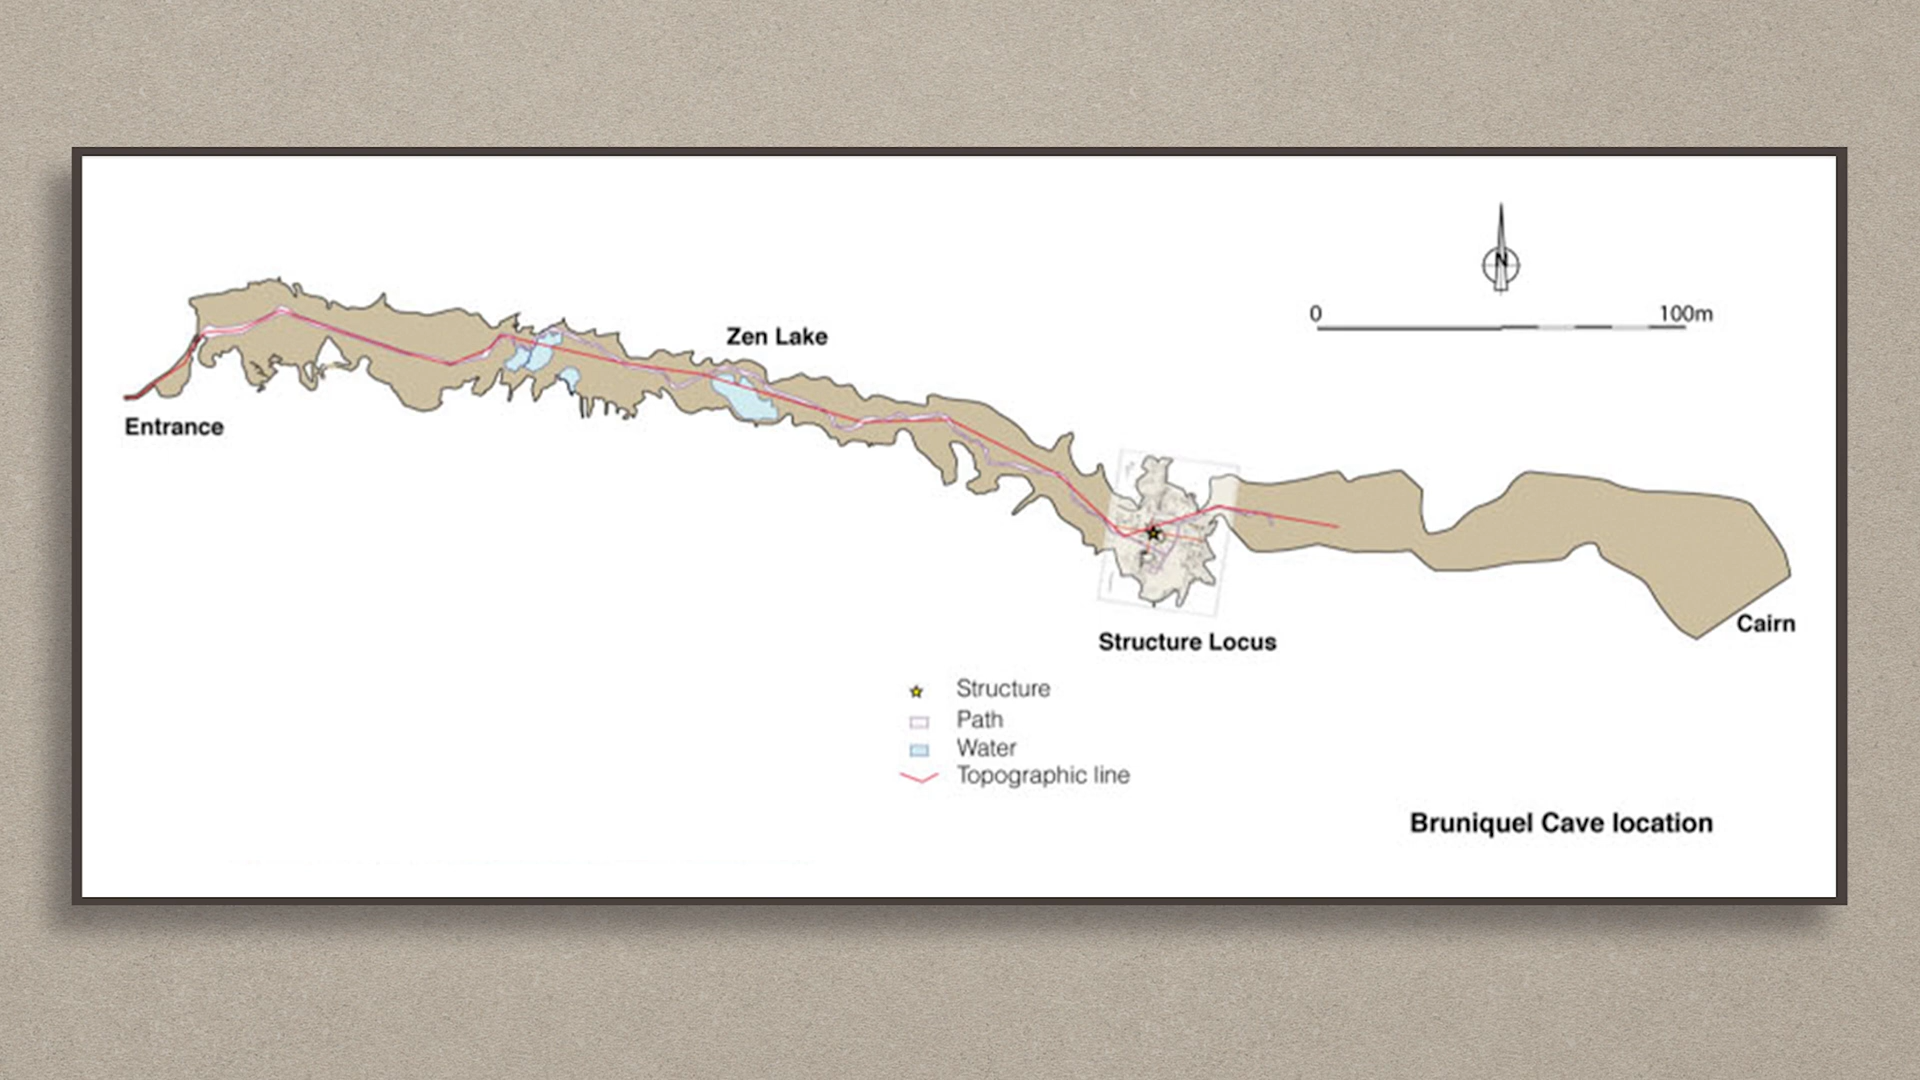 N
0 100m
Zen Lake
Entrance
Structure Locus
Cairn
Structure
Path
Water
Topographic line
Bruniquel Cave location